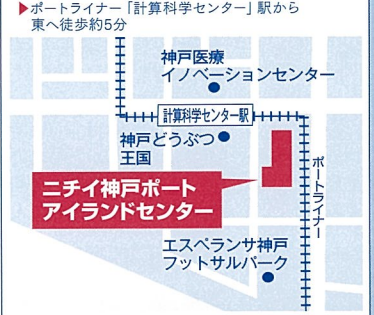 ▶ポートライナー「計算科学センター」駅から
東へ徒歩約5分
神戸医療
イノベーションセンター
計算科学センター駅
神戸どうぶつ
王国
ポートライナー
ニチイ神戸ポート
アイランドセンター
エスペランサ神戸
フットサルパーク